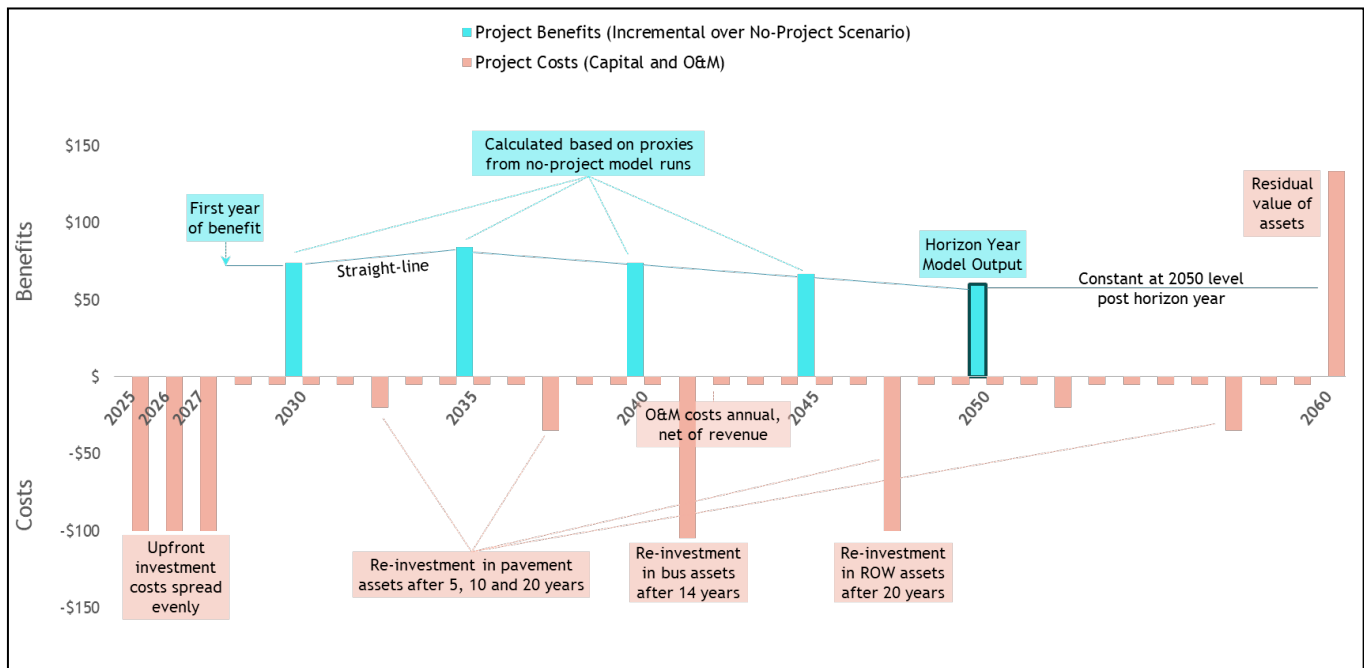 Project Benefits (Incremental over No-Project Scenario)
Project Costs (Capital and O&M)
Benefits
Costs
$150
$100
$50
$
-$50
-$100
-$150
First year
of benefit
Calculated based on proxies
from no-project model runs
Straight-line
Horizon Year
Model Output
Constant at 2050 level
post horizon year
Residual
value of
assets
2025
2026
2027
2030
2035
2040
2045
2050
2060
O&M costs annual,
net of revenue
Upfront
investment
costs spread
evenly
Re-investment in pavement
assets after 5, 10 and 20 years
Re-investment
in bus assets
after 14 years
Re-investment
in ROW assets
after 20 years